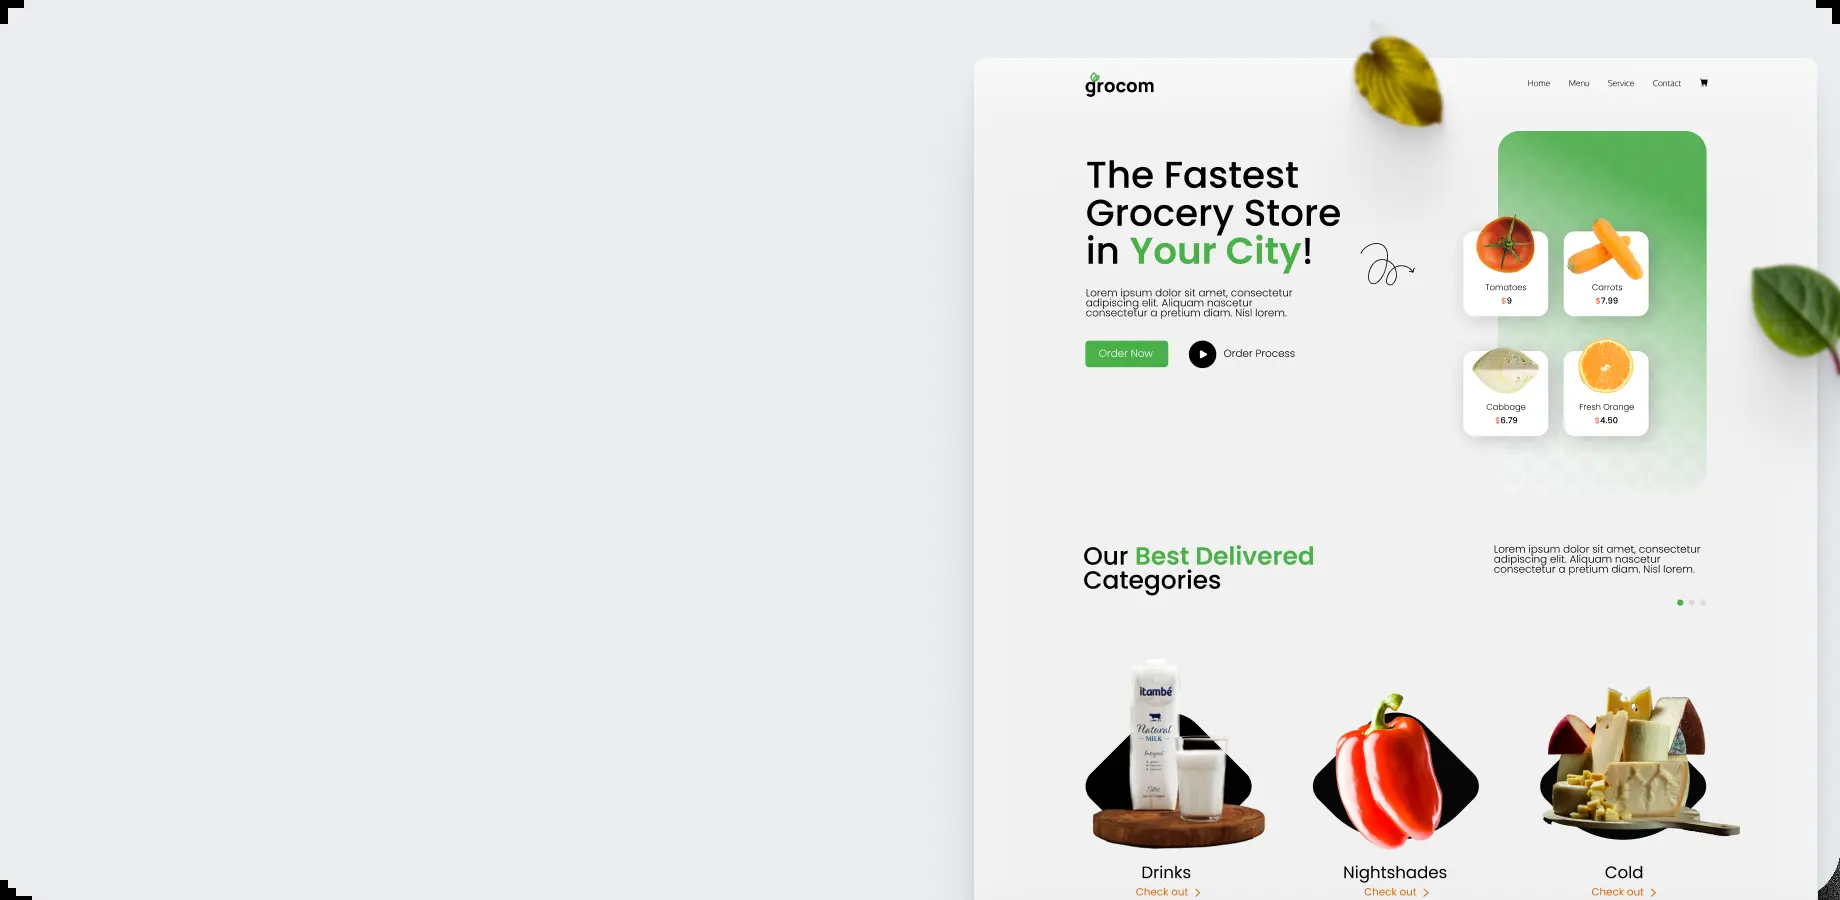 grocom
Home Menu Service Contact
The Fastest
Grocery Store
in Your City!
Lorem ipsum dolor sit amet, consectetur
adipiscing elit. Aliquam nascetur
consectetur a pretium diam. Nisl lorem.
Order Now
Order Process
Tomatoes
$9
Carrots
$7.99
Cabbage
$6.79
Fresh Orange
$4.50
Our Best Delivered
Categories
Lorem ipsum dolor sit amet, consectetur
adipiscing elit. Aliquam nascetur
consectetur a pretium diam. Nisl lorem.
itambé
Natural
MILK
Integral
Drinks
Check out
Nightshades
Check out
Cold
Check out